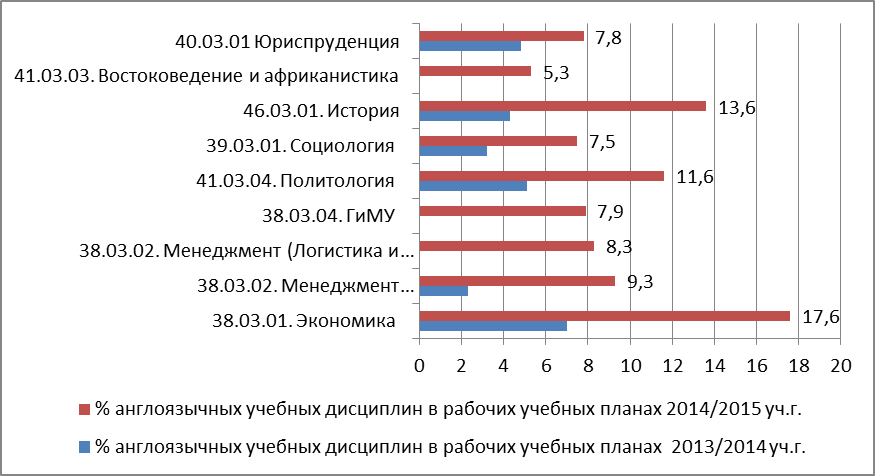 40.03.01 Юриспруденция 7,8
41.03.03. Востоковедение и африканистика 5,3
46.03.01. История 13,6
39.03.01. Социология 7,5
41.03.04. Политология 11,6
38.03.04. ГиМУ 7,9
38.03.02. Менеджмент (Логистика и... 8,3
38.03.02. Менеджмент... 9,3
38.03.01. Экономика 17,6
0 2 4 6 8 10 12 14 16 18 20
% англоязычных учебных дисциплин в рабочих учебных планах 2014/2015 уч.г.
% англоязычных учебных дисциплин в рабочих учебных планах 2013/2014 уч.г.